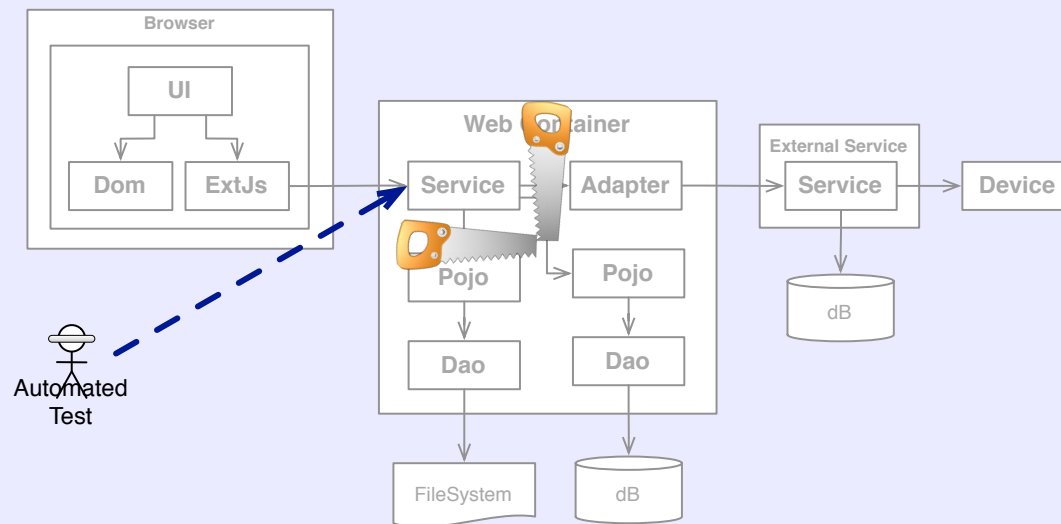 Browser
UI
Dom
ExtJs
Web Container
Service
Adapter
Pojo
Pojo
Dao
Dao
FileSystem
dB
External Service
Service
Device
dB
Automated
Test